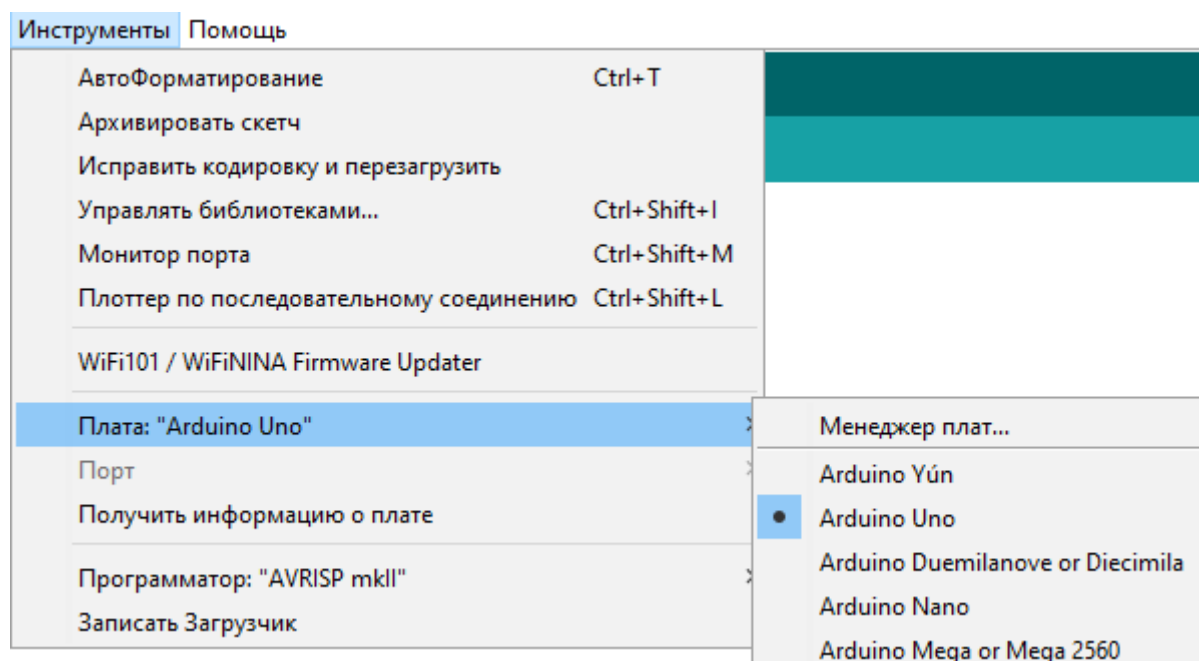 Инструменты Помощь
АвтоФорматирование Ctrl+T
Архивировать скетч
Исправить кодировку и перезагрузить
Управлять библиотеками... Ctrl+Shift+I
Монитор порта Ctrl+Shift+M
Плоттер по последовательному соединению Ctrl+Shift+L
WiFi101 / WiFiNINA Firmware Updater
Плата: "Arduino Uno"
Порт
Получить информацию о плате
Программатор: "AVRISP mkII"
Записать Загрузчик
Менеджер плат...
Arduino Yún
Arduino Uno
Arduino Duemilanove or Diecimila
Arduino Nano
Arduino Mega or Mega 2560